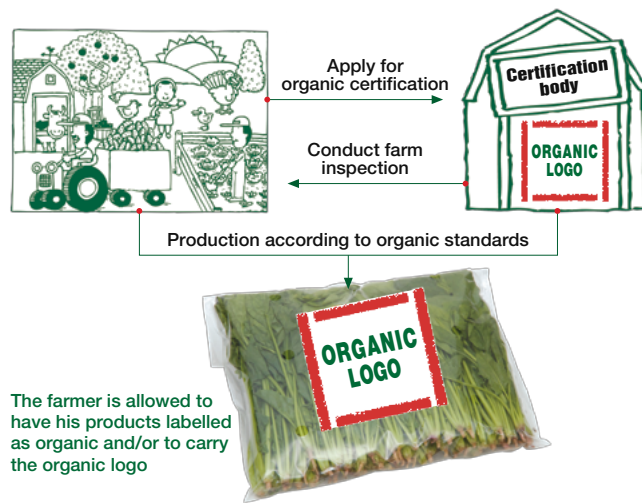 Apply for
organic certification
Certification
body
Conduct farm
inspection
ORGANIC
LOGO
Production according to organic standards
ORGANIC
LOGO
The farmer is allowed to
have his products labelled
as organic and/or to carry
the organic logo